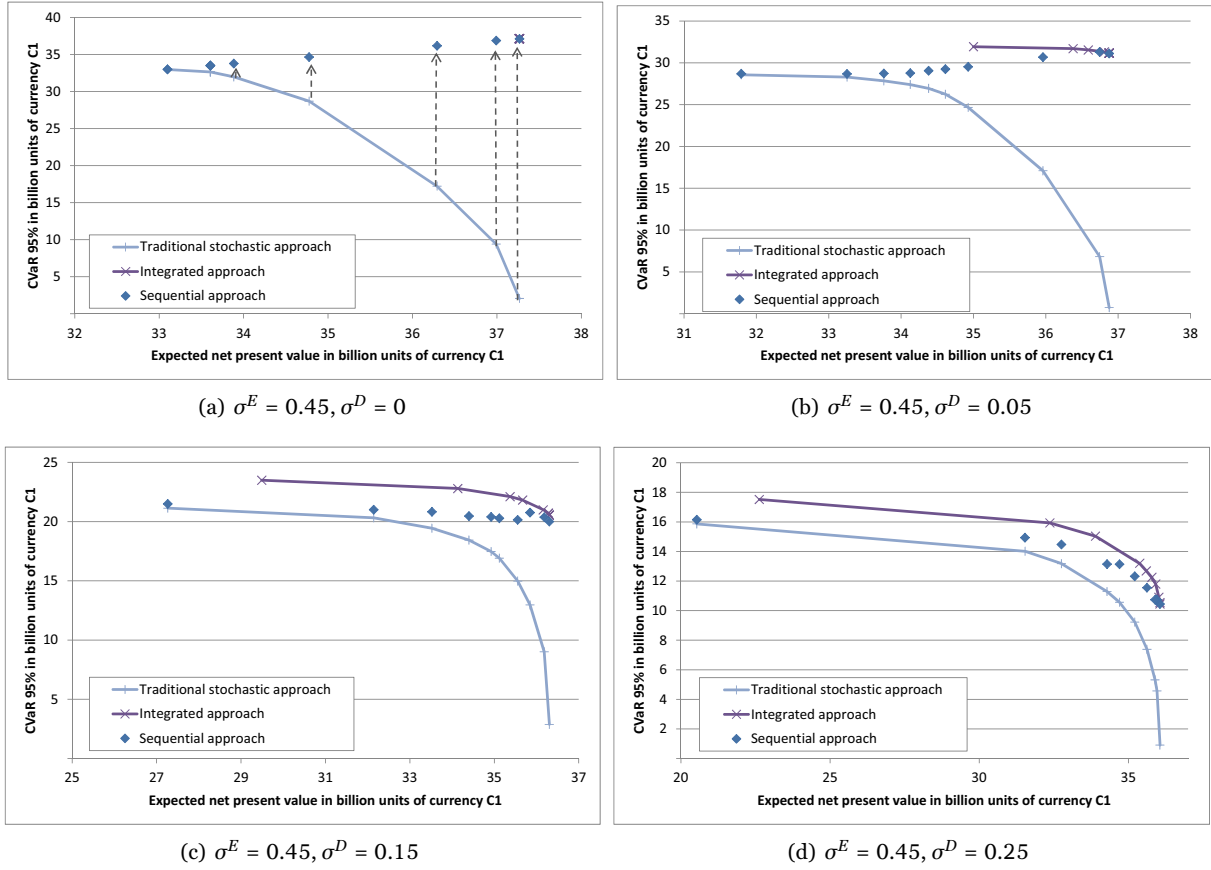 CVaR 95% in billion units of currency C1
40
35
30
25
20
15
10
5
32 33 34 35 36 37 38
Expected net present value in billion units of currency C1
Traditional stochastic approach
Integrated approach
Sequential approach
(a) σ^E = 0.45, σ^D = 0
CVaR 95% in billion units of currency C1
35
30
25
20
15
10
5
31 32 33 34 35 36 37 38
Expected net present value in billion units of currency C1
Traditional stochastic approach
Integrated approach
Sequential approach
(b) σ^E = 0.45, σ^D = 0.05
CVaR 95% in billion units of currency C1
25
20
15
10
5
25 27 29 31 33 35 37
Expected net present value in billion units of currency C1
Traditional stochastic approach
Integrated approach
Sequential approach
(c) σ^E = 0.45, σ^D = 0.15
CVaR 95% in billion units of currency C1
20
18
16
14
12
10
8
6
4
2
20 25 30 35
Expected net present value in billion units of currency C1
Traditional stochastic approach
Integrated approach
Sequential approach
(d) σ^E = 0.45, σ^D = 0.25